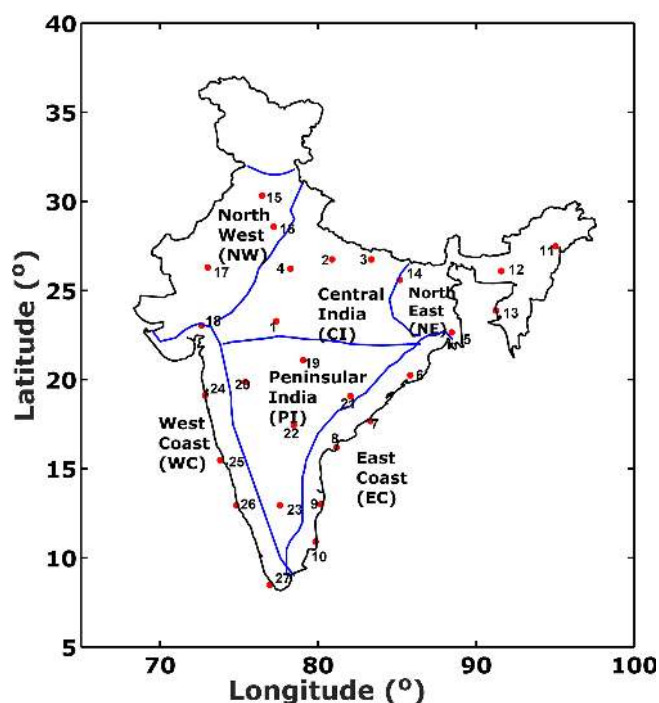 40
35
30
25
20
15
10
5
70
80
90
100
Latitude (º)
Longitude (º)
15
North
West
(NW)
16
17
18
2
3
4
14
1
Central
India
(CI)
North
East
(NE)
11
12
13
5
19
20
Peninsular
India
(PI)
21
22
6
7
8
24
West
Coast
(WC)
25
East
Coast
(EC)
26
23
9
10
27